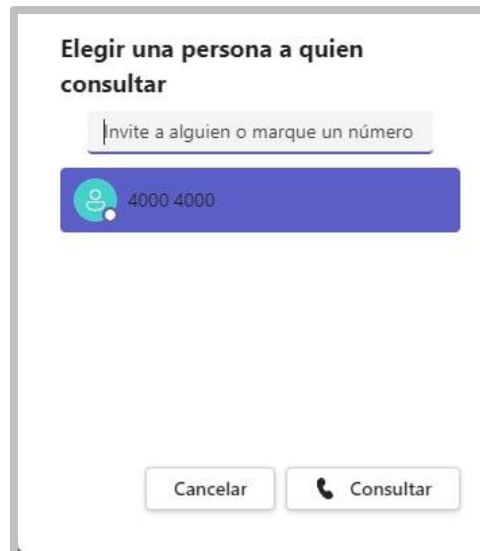 Elegir una persona a quien
consultar
Invite a alguien o marque un número
4000 4000
Cancelar
Consultar